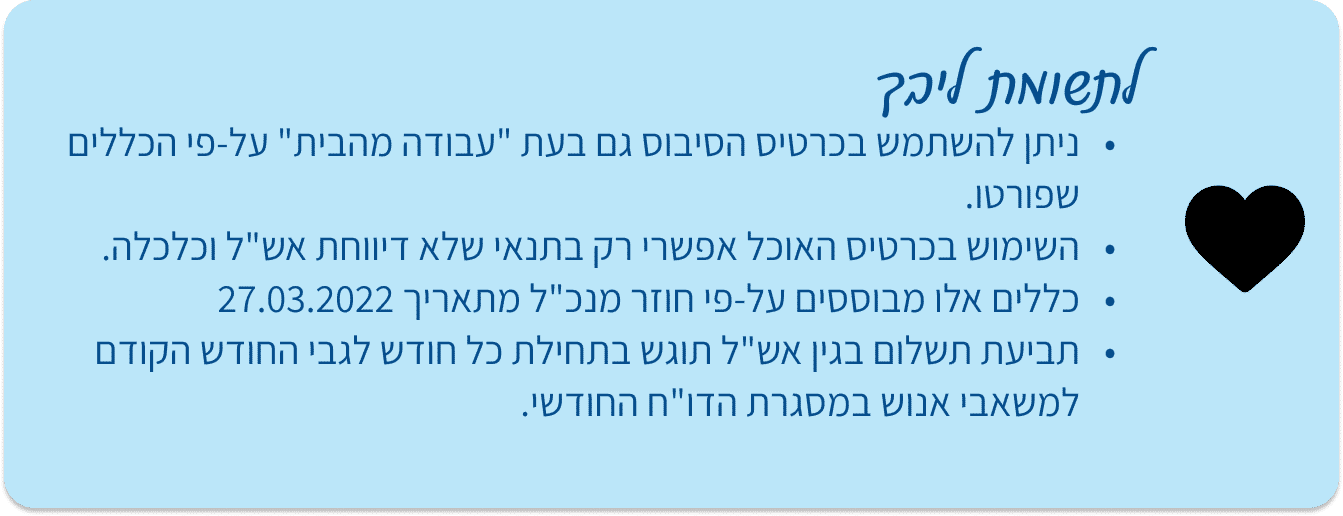 לתשומת ליבך
• ניתן להשתמש בכרטיס הסיבוס גם בעת "עבודה מהבית" על-פי הכללים
שפורטו.
• השימוש בכרטיס האוכל אפשרי רק בתנאי שלא דיווחת אש"ל וכלכלה.
• כללים אלו מבוססים על-פי חוזר מנכ"ל מתאריך 27.03.2022
• תביעת תשלום בגין אש"ל תוגש בתחילת כל חודש לגבי החודש הקודם
למשאבי אנוש במסגרת הדו"ח החודשי.